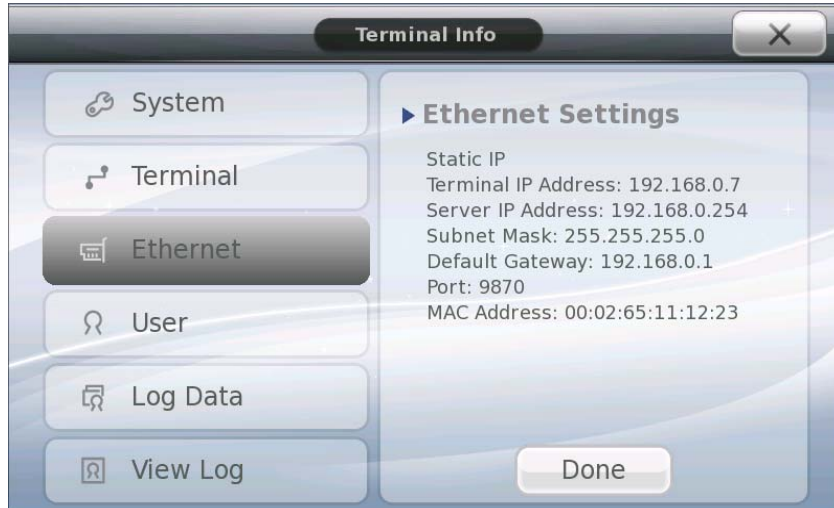 Terminal Info
System
Terminal
Ethernet
User
Log Data
View Log
Ethernet Settings
Static IP
Terminal IP Address: 192.168.0.7
Server IP Address: 192.168.0.254
Subnet Mask: 255.255.255.0
Default Gateway: 192.168.0.1
Port: 9870
MAC Address: 00:02:65:11:12:23
Done